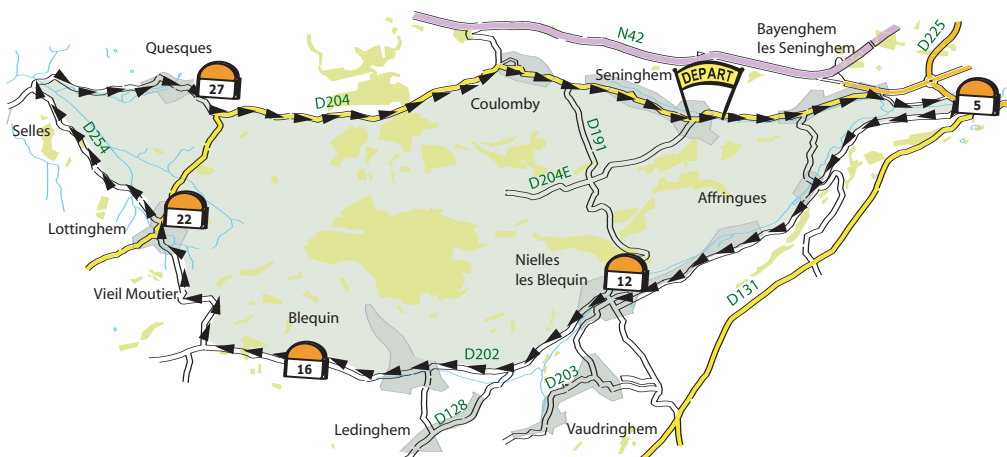 N42
Bayenghem
les Seninghem
D225
Quesques
27
D204
Coulomby
Seninghem
DEPART
5
Selles
D254
D191
D204E
Affringues
Lottinghem
22
Nielles
les Blequin
12
D131
Vieil Moutier
Blequin
16
D202
D203
D128
Ledinghem
Vaudringhem